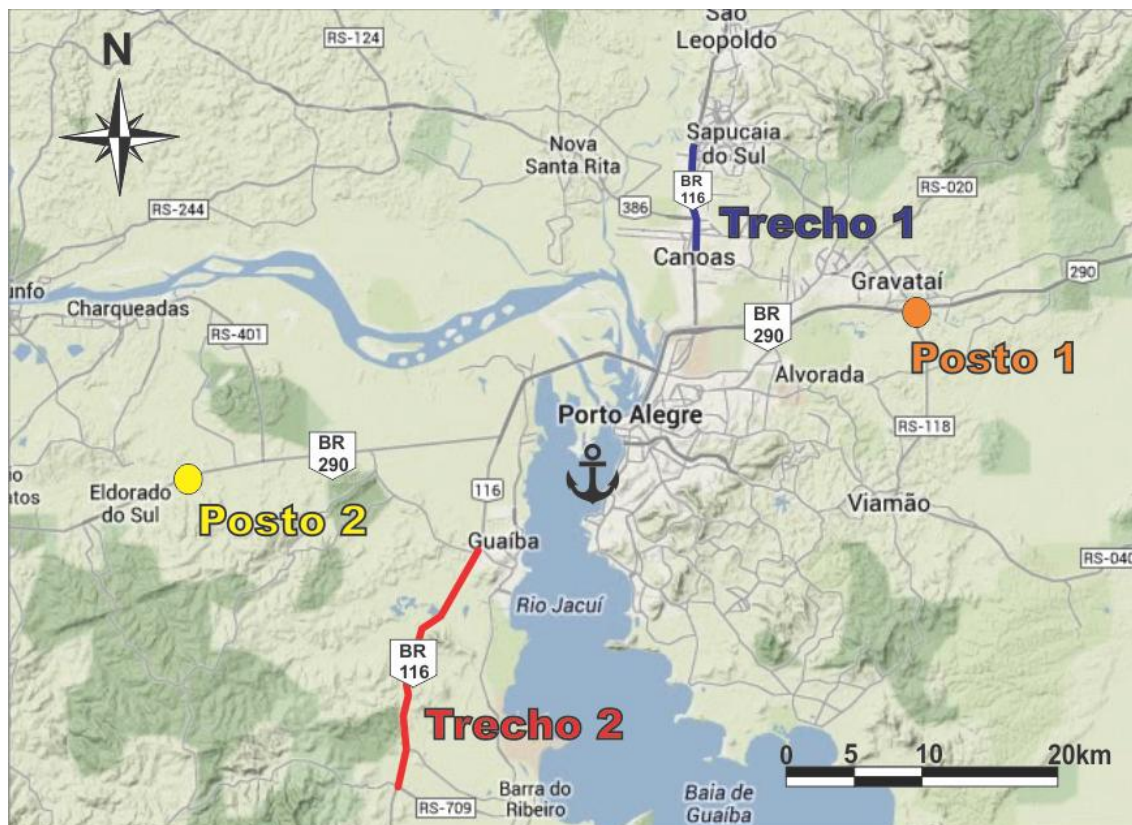 São
Leopoldo
RS-124
N
Sapucaia
do Sul
Nova
Santa Rita
BR
116
RS-020
RS-244
386
Trecho 1
Canoas
Gravataí
290
unfo
Charqueadas
BR
290
RS-401
Posto 1
Alvorada
Porto Alegre
RS-118
BR
290
116
Eldorado
do Sul
Posto 2
Viamão
Guaíba
RS-040
Rio Jacuí
BR
116
Trecho 2
0 5 10 20km
Barra do
Ribeiro
RS-709
Baia de
Guaíba